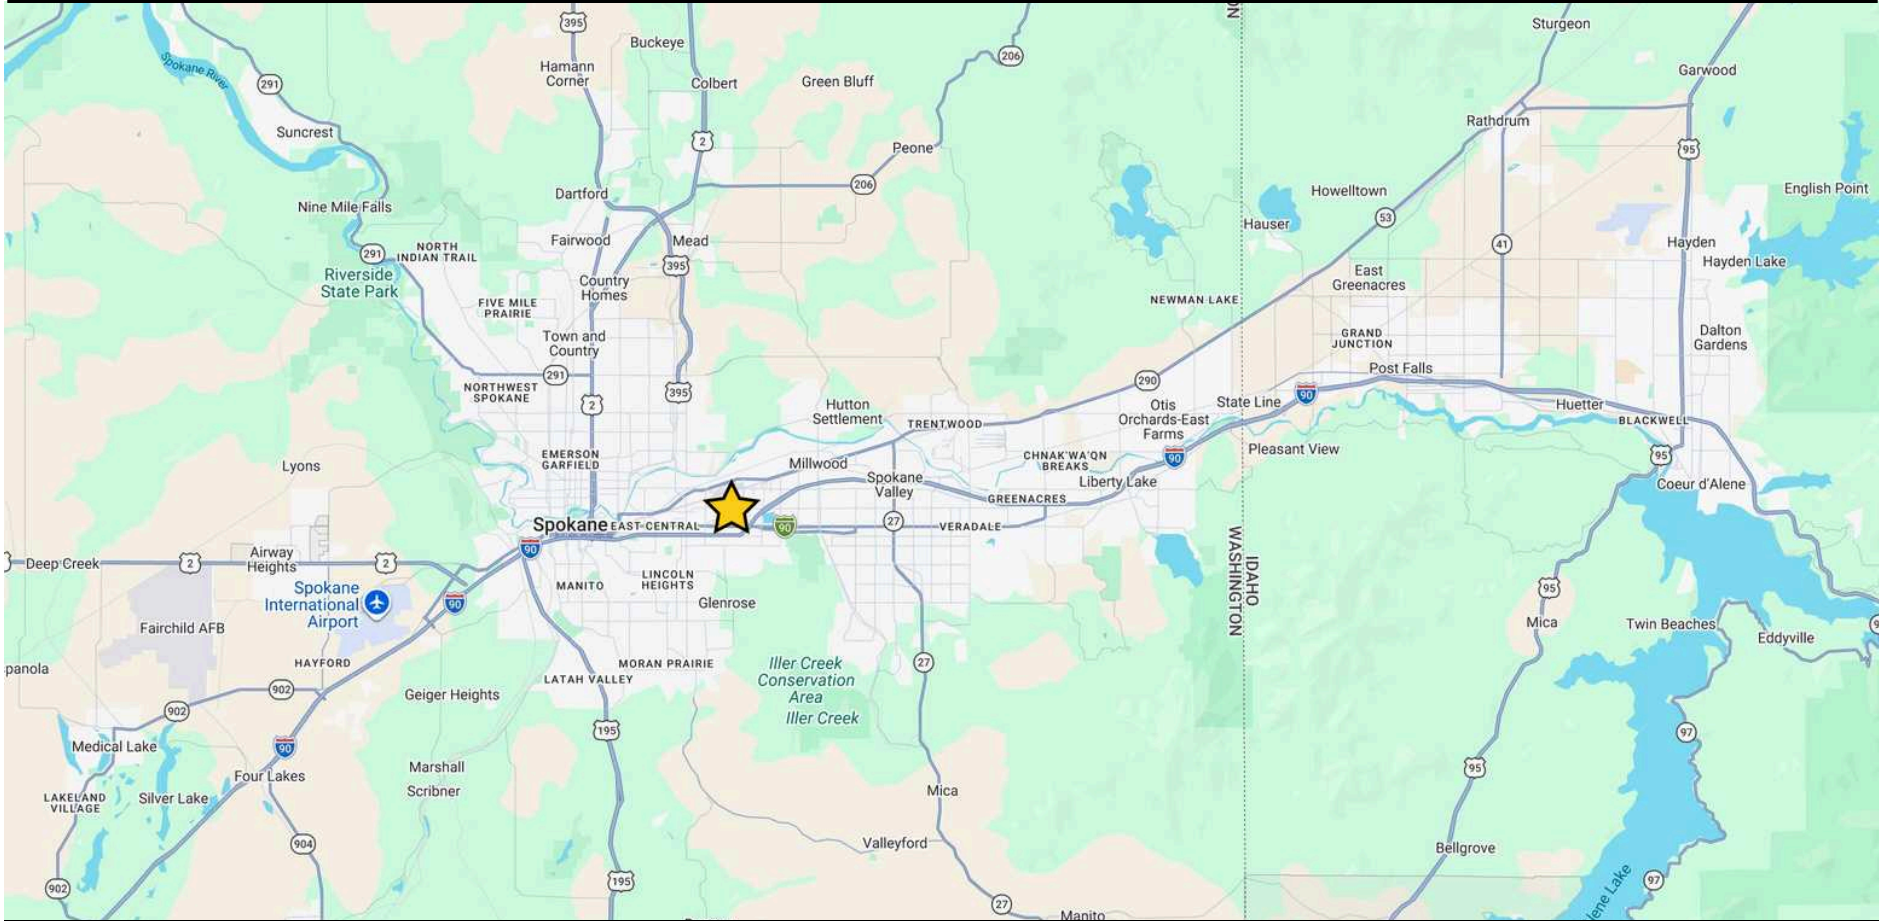 395
Buckeye
Sturgeon
ON
206
Hamann
Corner
Colbert
Green Bluff
Garwood
Spokane River
291
Suncrest
2
Rathdrum
95
Peone
206
Dartford
Howelltown
English Point
Nine Mile Falls
53
Hauser
Fairwood
Mead
41
Hayden
NORTH
INDIAN TRAIL
291
395
Hayden Lake
Riverside
State Park
Country
Homes
East
Greenacres
FIVE MILE
PRAIRIE
NEWMAN LAKE
Town and
Country
GRAND
JUNCTION
Dalton
Gardens
291
290
Post Falls
NORTHWEST
SPOKANE
395
90
2
Hutton
Settlement
Otis
Orchards-East
Farms
State Line
Huetter
TRENTWOOD
BLACKWELL
Pleasant View
EMERSON
GARFIELD
Lyons
Millwood
CHNAK'WA'QN
BREAKS
90
95
Spokane
Valley
Liberty Lake
Coeur d'Alene
GREENACRES
Spokane
EAST CENTRAL
90
27
VERADALE
90
Deep Creek
2
Airway
Heights
2
WASHINGTON
IDAHO
MANITO
LINCOLN
HEIGHTS
95
Spokane
International
Airport
90
Glenrose
Fairchild AFB
Mica
Twin Beaches
Eddyville
9
panola
HAYFORD
MORAN PRAIRIE
27
Iller Creek
Conservation
Area
LATAH VALLEY
902
Geiger Heights
902
Iller Creek
195
97
Medical Lake
90
Marshall
95
Four Lakes
Scribner
Mica
LAKELAND
VILLAGE
Silver Lake
904
Valleyford
Bellgrove
902
195
97
lene Lake
27
Manito